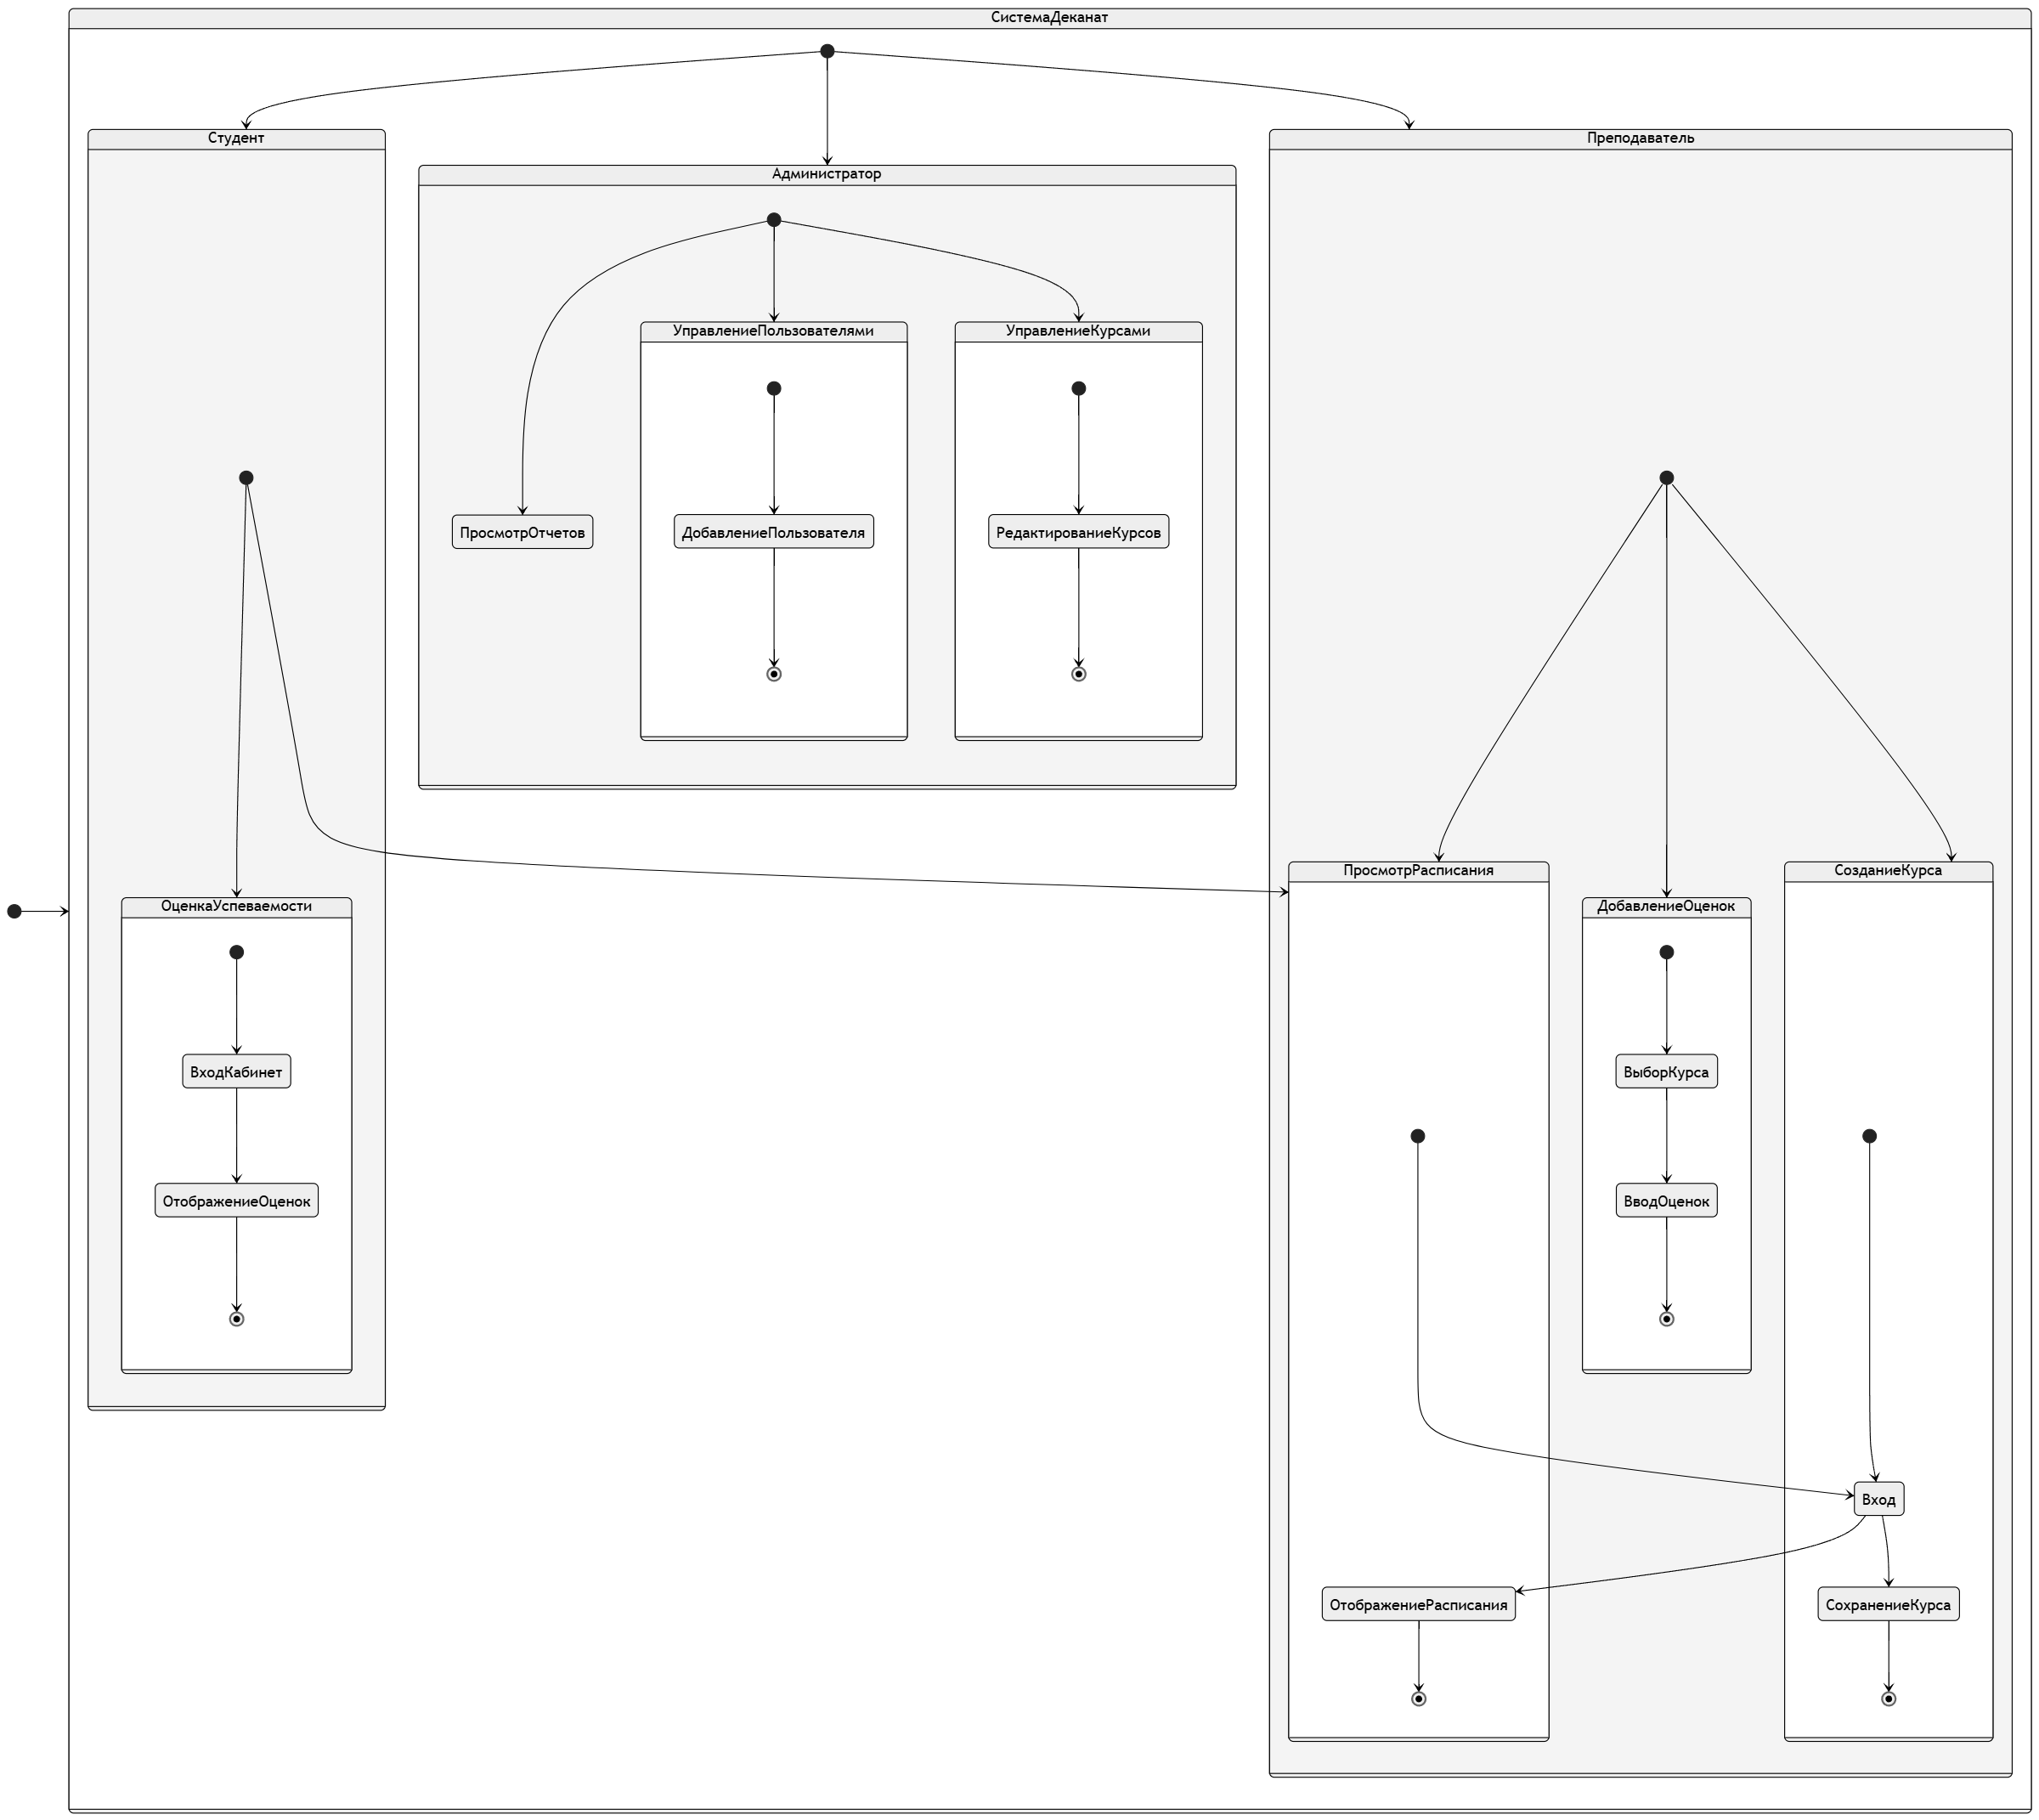 СистемаДеканат
Студент
Преподаватель
Администратор
УправлениеПользователями
УправлениеКурсами
ПросмотрОтчетов
ДобавлениеПользователя
РедактированиеКурсов
ПросмотрРасписания
СозданиеКурса
ОценкаУспеваемости
ДобавлениеОценок
ВходКабинет
ВыборКурса
ОтображениеОценок
ВводОценок
Вход
ОтображениеРасписания
СохранениеКурса